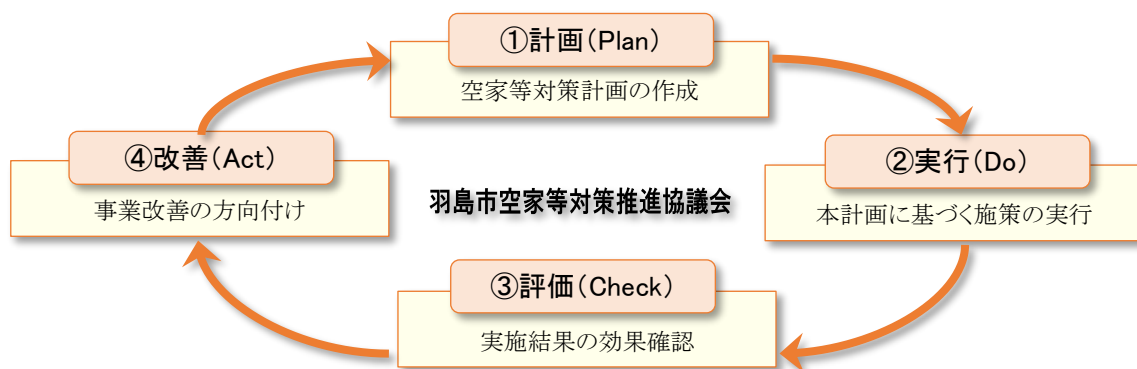 ①計画(Plan)
空家等対策計画の作成
④改善(Act)
事業改善の方向付け
羽島市空家等対策推進協議会
②実行(Do)
本計画に基づく施策の実行
③評価(Check)
実施結果の効果確認